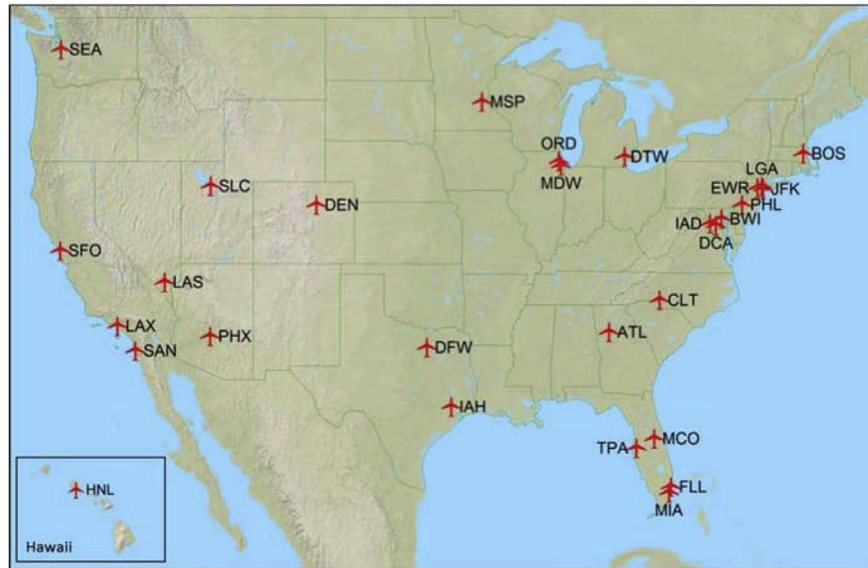 SEA
MSP
ORD
DTW
BOS
MDW
LGA
SLC
EWR
JFK
DEN
PHL
IAD
BWI
DCA
SFO
LAS
CLT
LAX
PHX
ATL
SAN
DFW
IAH
MCO
TPA
HNL
FLL
MIA
Hawaii